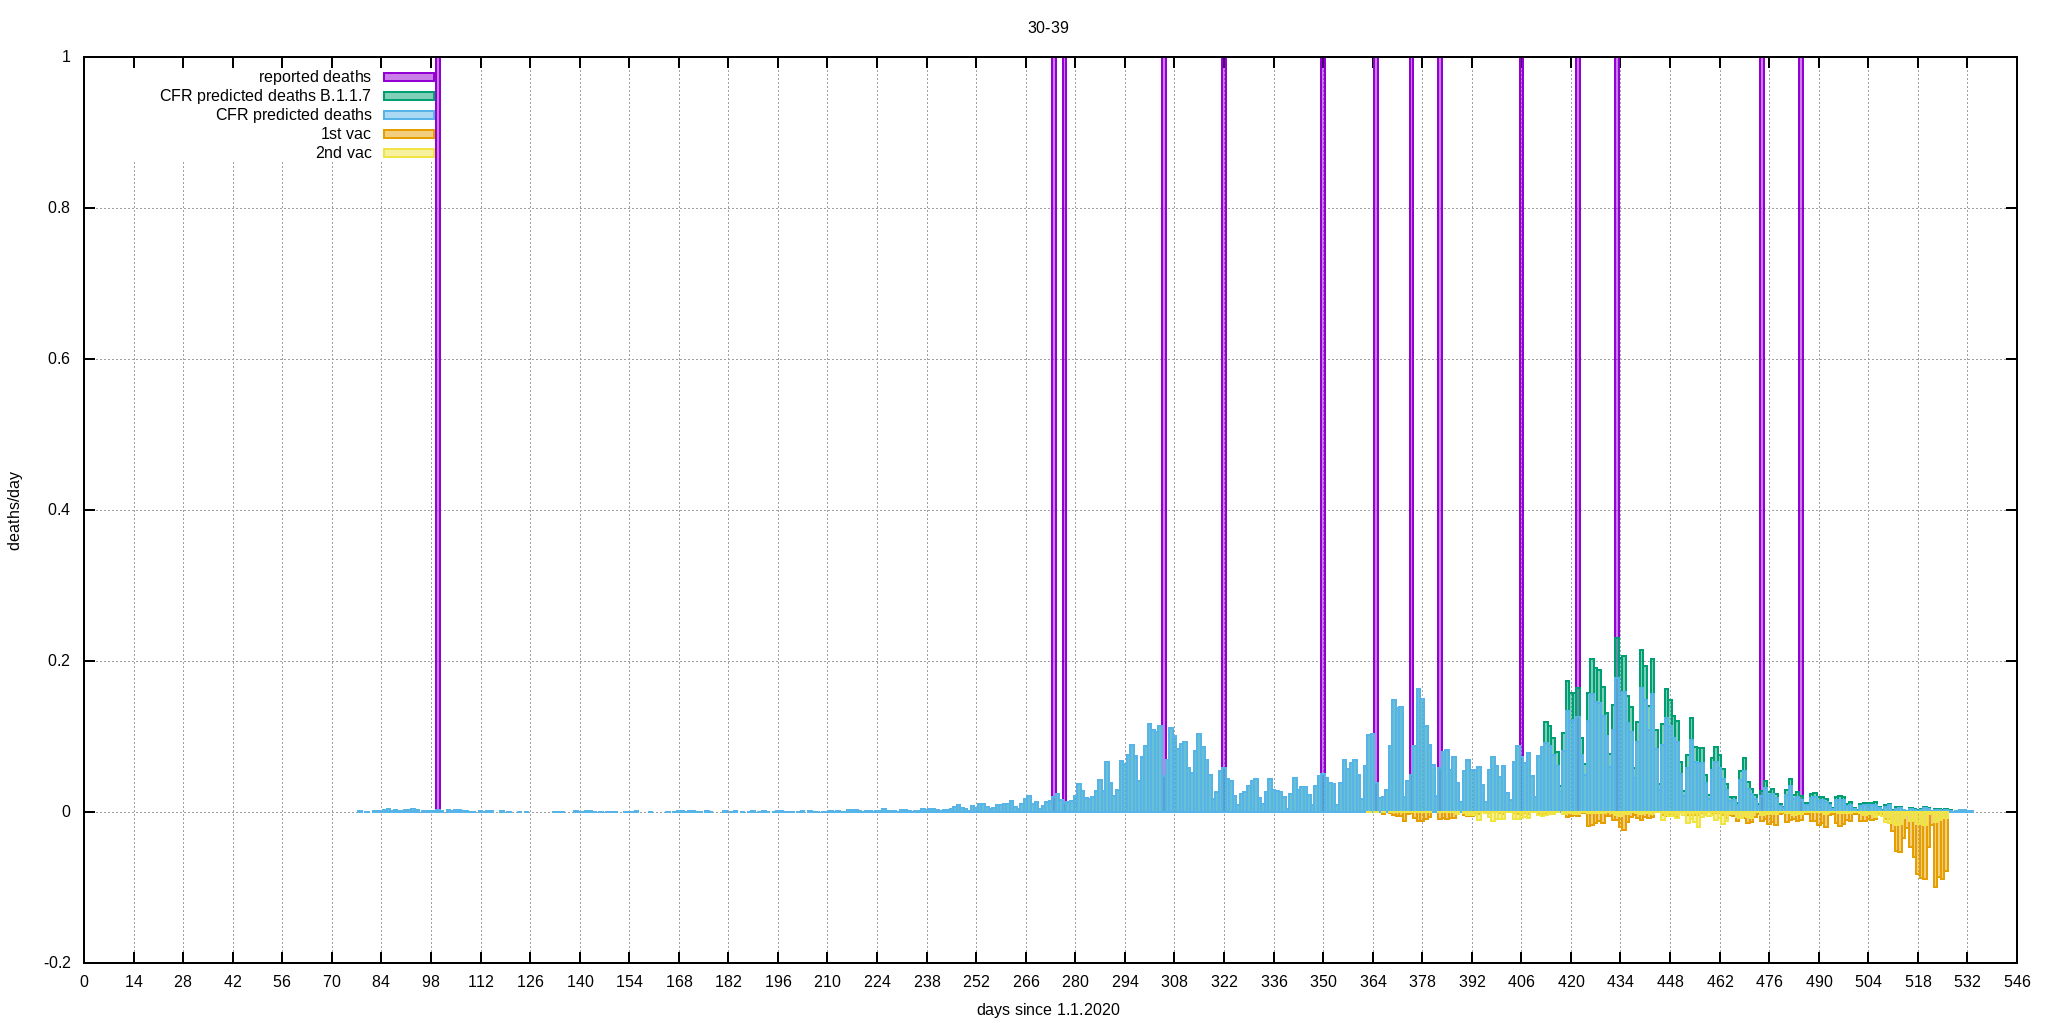 30-39
1
reported deaths
CFR predicted deaths B.1.1.7
CFR predicted deaths
1st vac
2nd vac
0.8
0.6
0.4
0.2
0
-0.2
deaths/day
0 14 28 42 56 70 84 98 112 126 140 154 168 182 196 210 224 238 252 266 280 294 308 322 336 350 364 378 392 406 420 434 448 462 476 490 504 518 532 546
days since 1.1.2020